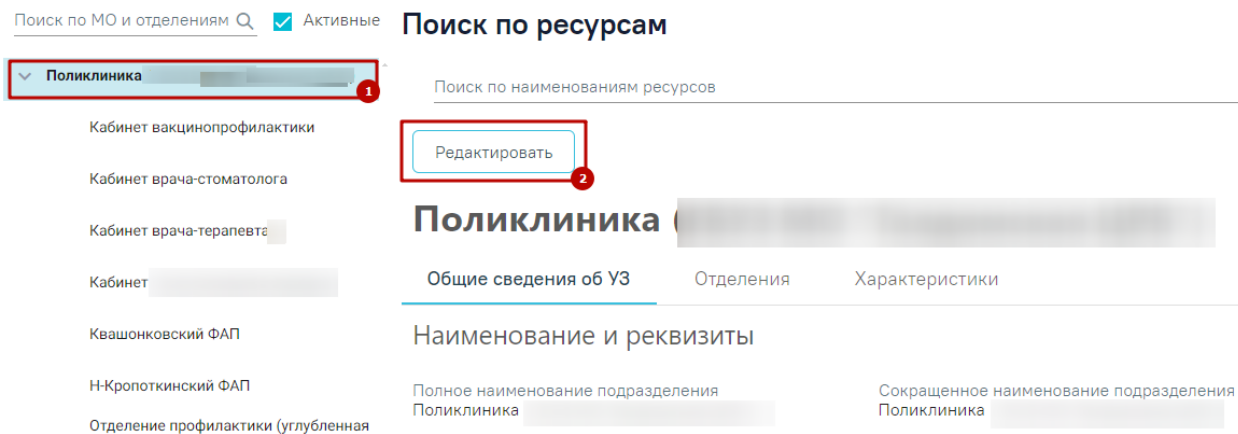 Поиск по МО и отделениям
Активные
Поликлиника
1
Кабинет вакцинопрофилактики
Кабинет врача-стоматолога
Кабинет врача-терапевта
Кабинет
Квашонковский ФАП
Н-Кропоткинский ФАП
Отделение профилактики (углубленная
Поиск по ресурсам
Поиск по наименованиям ресурсов
Редактировать
2
Поликлиника (
Общие сведения об УЗ
Отделения
Характеристики
Наименование и реквизиты
Полное наименование подразделения
Поликлиника
Сокращенное наименование подразделения
Поликлиника